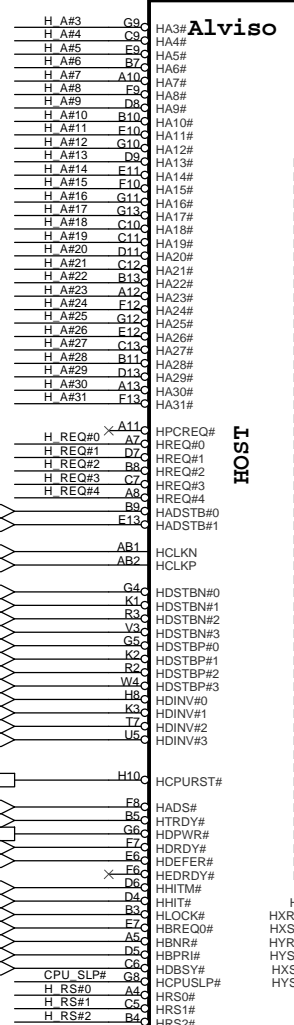 Alviso
H_A#3 G9 HA3#
H_A#4 C9 HA4#
H_A#5 E9 HA5#
H_A#6 B7 HA6#
H_A#7 A10 HA7#
H_A#8 F9 HA8#
H_A#9 D8 HA9#
H_A#10 B10 HA10#
H_A#11 E10 HA11#
H_A#12 G10 HA12#
H_A#13 D9 HA13#
H_A#14 E11 HA14#
H_A#15 F10 HA15#
H_A#16 G11 HA16#
H_A#17 G13 HA17#
H_A#18 C10 HA18#
H_A#19 C11 HA19#
H_A#20 D11 HA20#
H_A#21 C12 HA21#
H_A#22 B13 HA22#
H_A#23 A12 HA23#
H_A#24 F12 HA24#
H_A#25 G12 HA25#
H_A#26 E12 HA26#
H_A#27 C13 HA27#
H_A#28 B11 HA28#
H_A#29 D13 HA29#
H_A#30 A13 HA30#
H_A#31 F13 HA31#
A11 HPCREQ#
H_REQ#0 A7 HREQ#0
H_REQ#1 D7 HREQ#1
H_REQ#2 B8 HREQ#2
H_REQ#3 C7 HREQ#3
H_REQ#4 A8 HREQ#4
HOST
B9 HADSTB#0
E13 HADSTB#1
AB1 HCLKN
AB2 HCLKP
G4 HDSTBN#0
K1 HDSTBN#1
R3 HDSTBN#2
V3 HDSTBN#3
G5 HDSTBP#0
K2 HDSTBP#1
R2 HDSTBP#2
W4 HDSTBP#3
H8 HDINV#0
K3 HDINV#1
T7 HDINV#2
U5 HDINV#3
H10 HCPURST#
F8 HADS#
B5 HTRDY#
G6 HDPWR#
F7 HDRDY#
E6 HDEFER#
F6 HEDRDY#
D6 HHITM#
D4 HHIT#
B3 HLOCK#
E7 HBREQ0#
A5 HBNR#
D5 HBPRI#
C6 HDBSY#
CPU_SLP# G8 HCPUSLP#
H_RS#0 A4 HRS0#
H_RS#1 C5 HRS1#
H_RS#2 B4 HRS2#